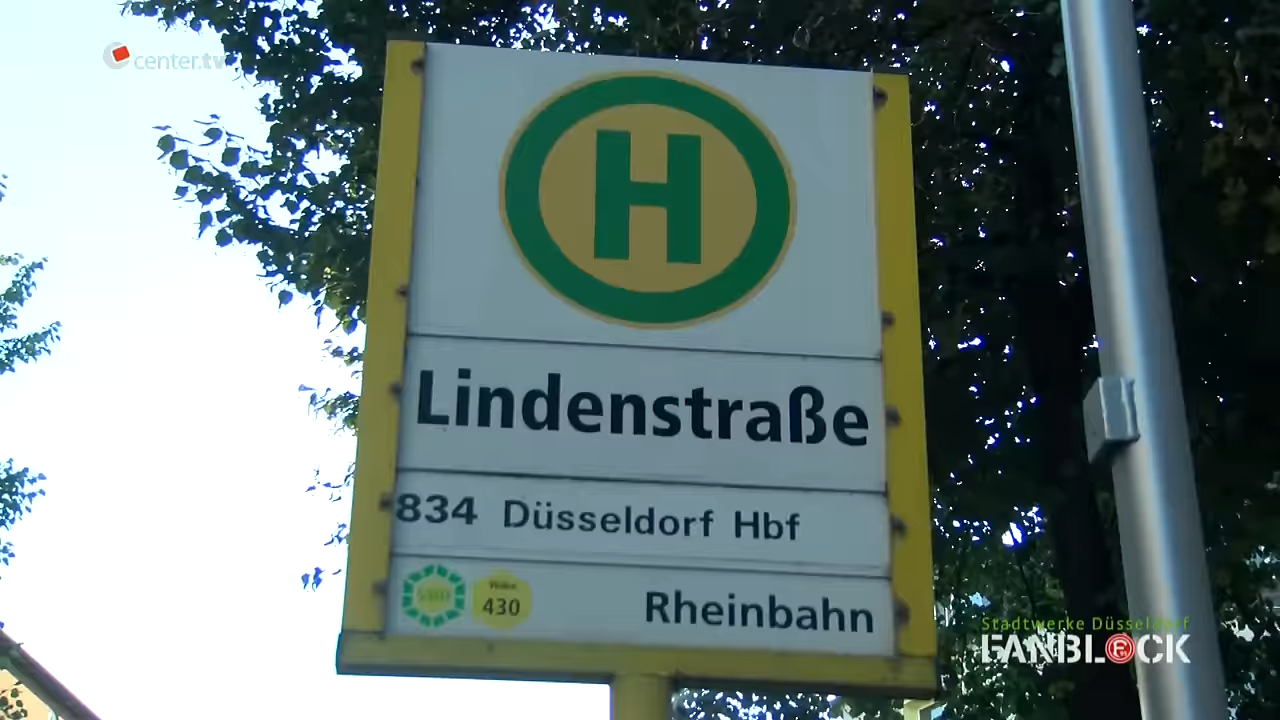 center.tv
H
Lindenstraße
834 Düsseldorf Hbf
430
Rheinbahn
Stadtwerke Düsseldorf
FANBLOCK